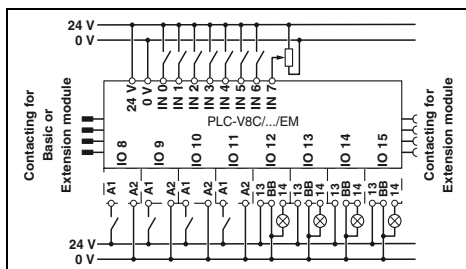 24 V
0 V
24 V
0 V
IN 0
IN 1
IN 2
IN 3
IN 4
IN 5
IN 6
IN 7
Contacting for
Basic or
Extension module
PLC-V8C/.../EM
Contacting for
Extension module
IO 8
IO 9
IO 10
IO 11
IO 12
IO 13
IO 14
IO 15
A1
A2
A1
A2
A1
A2
A1
A2
13
BB
14
13
BB
14
13
BB
14
13
BB
14
24 V
0 V